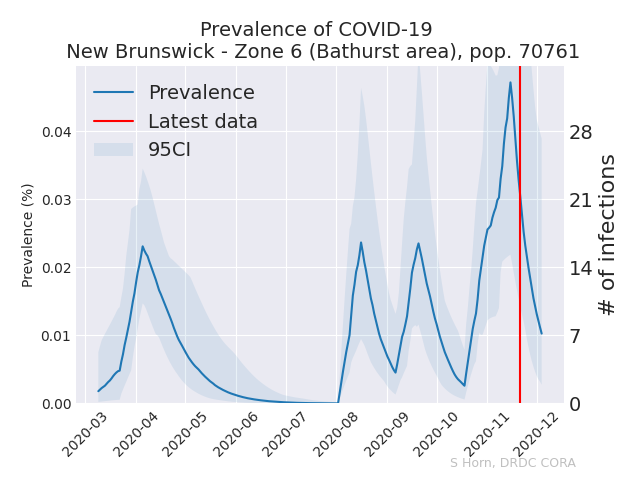 Prevalence of COVID-19
New Brunswick - Zone 6 (Bathurst area), pop. 70761
Prevalence
Latest data
95CI
Prevalence (%)
0.04
0.03
0.02
0.01
0.00
28
21
14
7
0
# of infections
2020-03
2020-04
2020-05
2020-06
2020-07
2020-08
2020-09
2020-10
2020-11
2020-12
S Horn, DRDC CORA